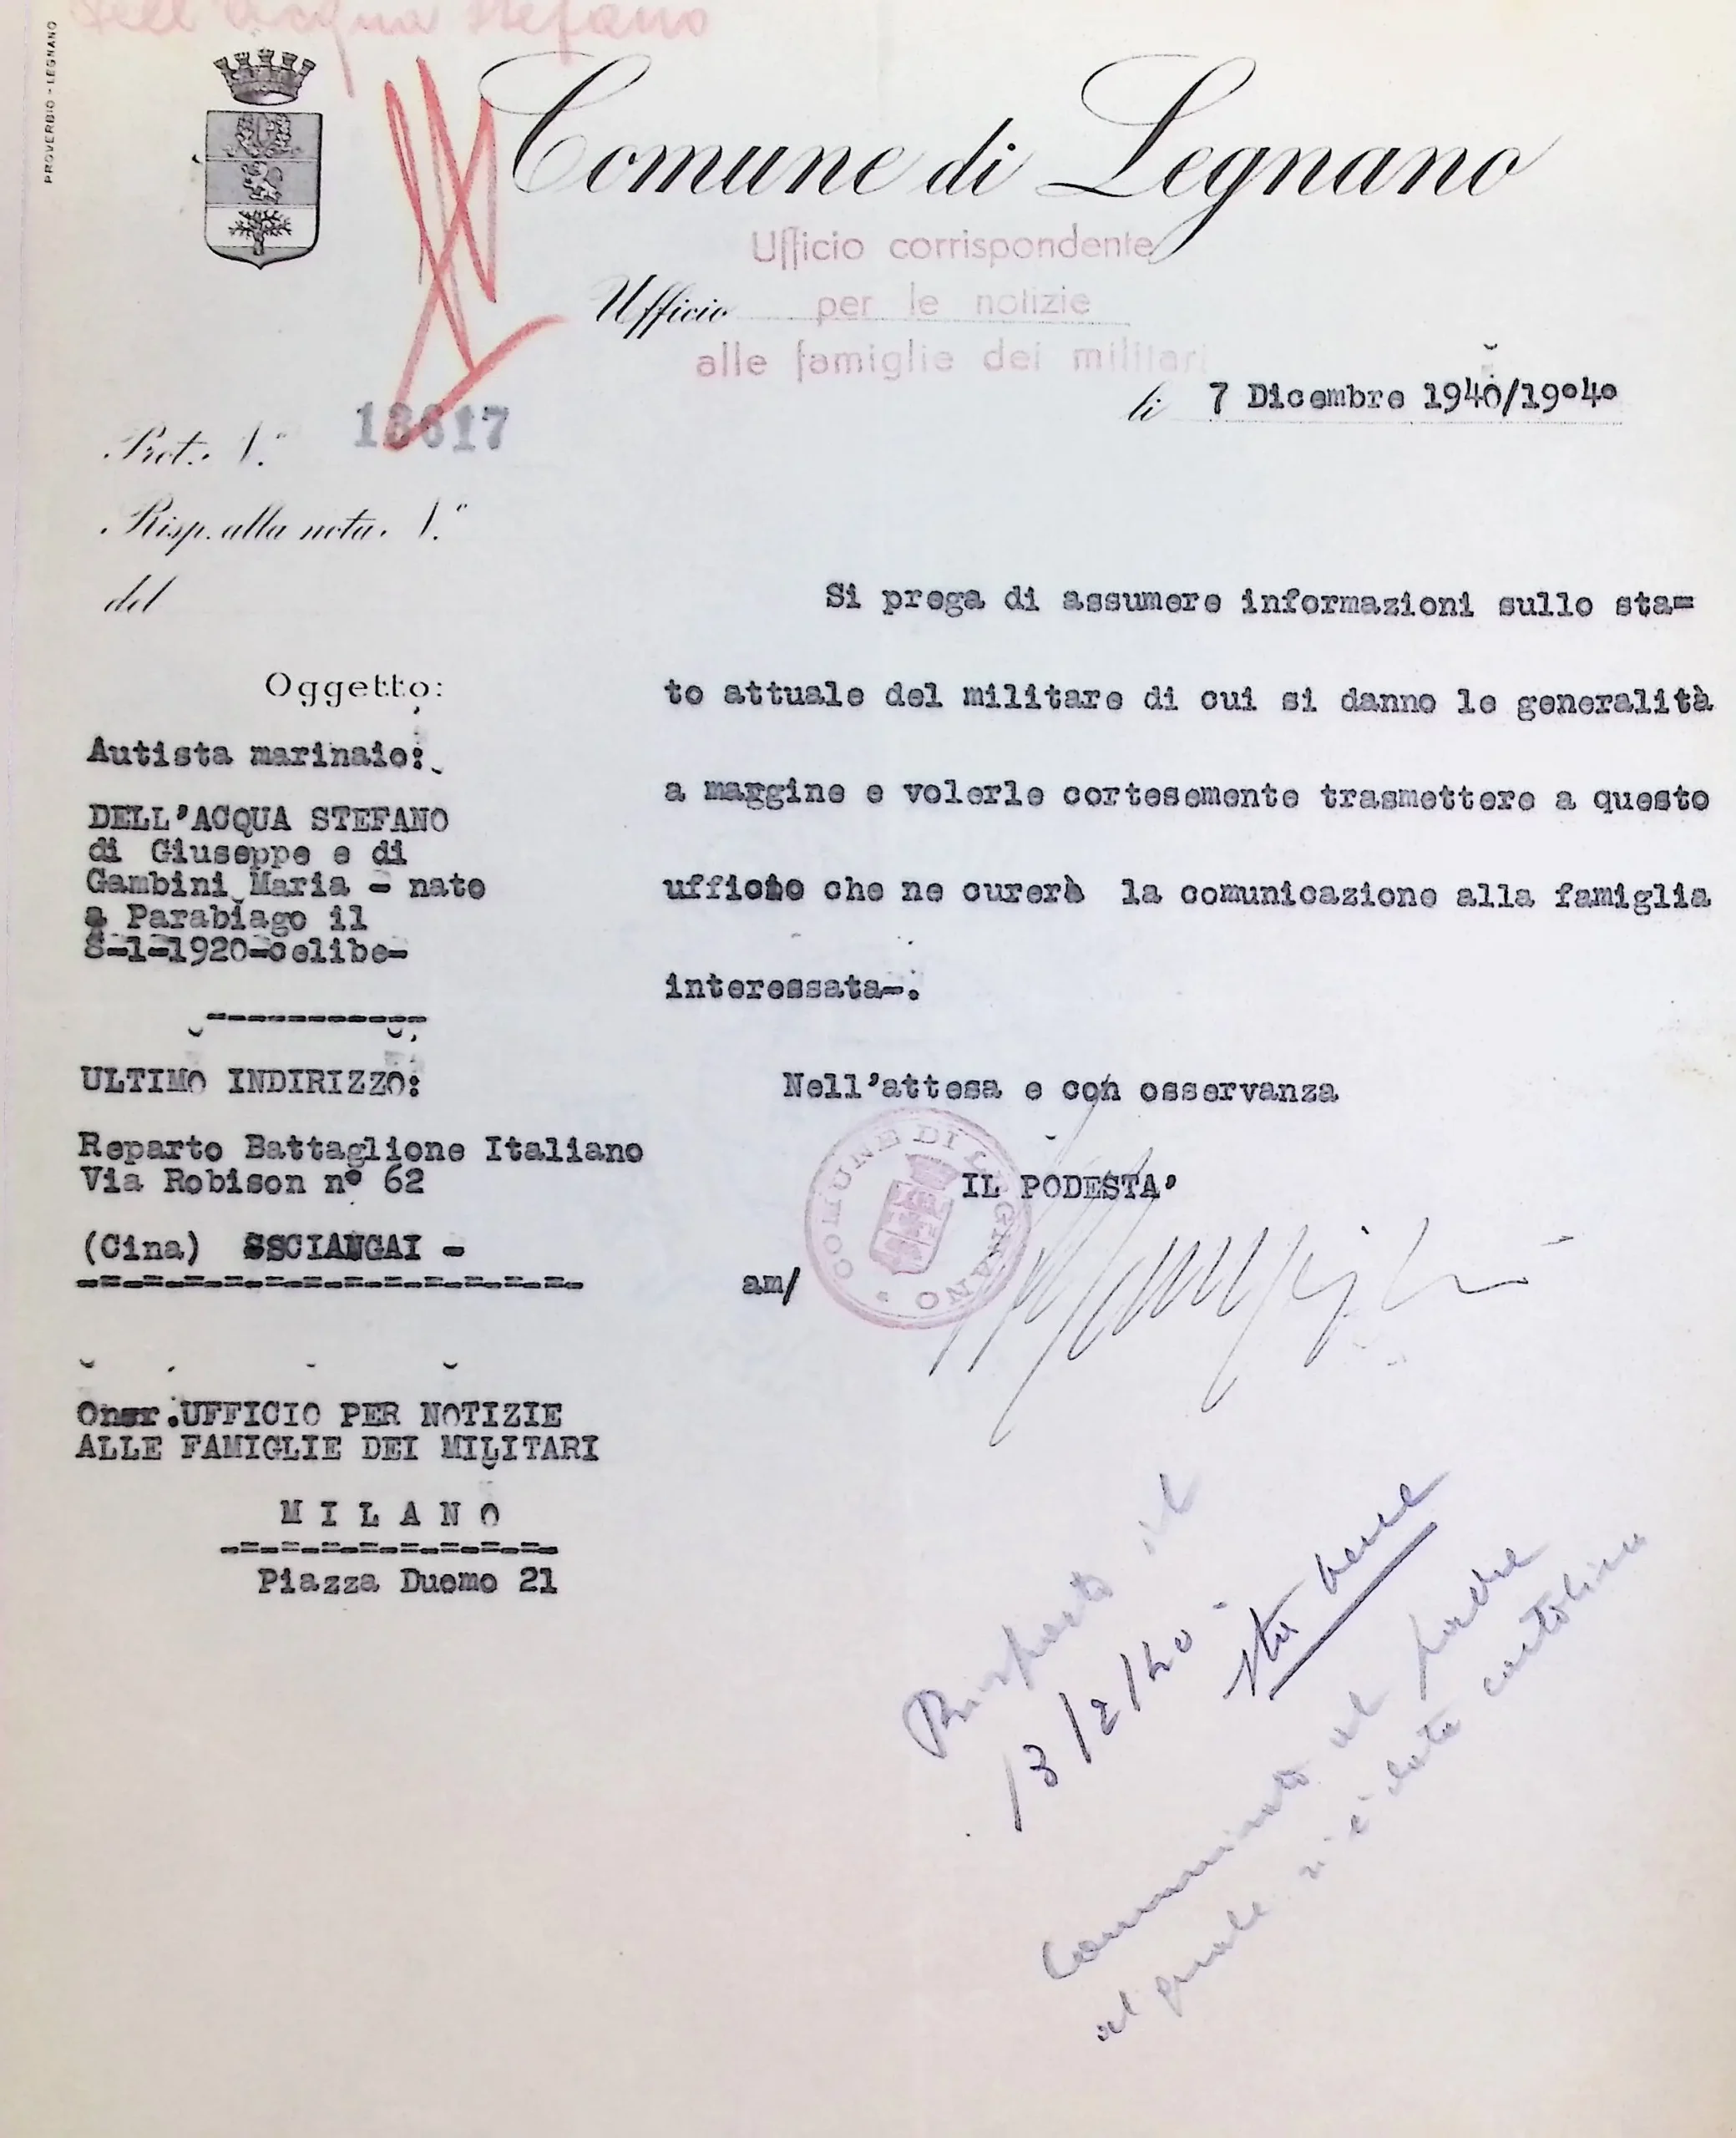 Dell'acqua Stefano
PROVERBIO - LEGNANO
Comune di Legnano
Ufficio corrispondente
Ufficio per le notizie
alle famiglie dei militari
li 7 Dicembre 1940/19°4°
Prot. N.° 13617
Risp. alla nota N.°
del
Si prega di assumere informazioni sullo sta=
to attuale del militare di cui si danno le generalità
a margine e volerle cortesemente trasmettere a questo
ufficio che ne curerà la comunicazione alla famiglia
interessata-.
Nell'attesa e con osservanza
IL PODESTA'
COMUNE DI LEGNANO
am/
Oggetto:
Autista marinaio:
DELL'ACQUA STEFANO
di Giuseppe e di
Gambini Maria - nato
a Parabiago il
8-1-1920-celibe-
------------
ULTIMO INDIRIZZO:
Reparto Battaglione Italiano
Via Robison n° 62
(Cina) SSCIANGAI -
-=-=-=-=-=-=-=-=-=-=-=-=-
Oner.UFFICIO PER NOTIZIE
ALLE FAMIGLIE DEI MILITARI
M I L A N O
-=-=-=-=-=-=-=-=-
Piazza Duomo 21
Risposto il
13/2/40 - sta bene
Comunicato al padre
al quale si è data cartolina